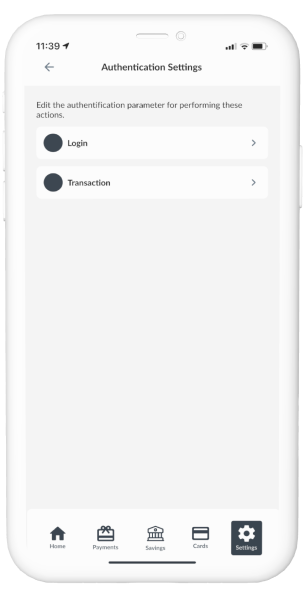 11:39
Authentication Settings
Edit the authentification parameter for performing these
actions.
Login
Transaction
Home Payments Savings Cards Settings